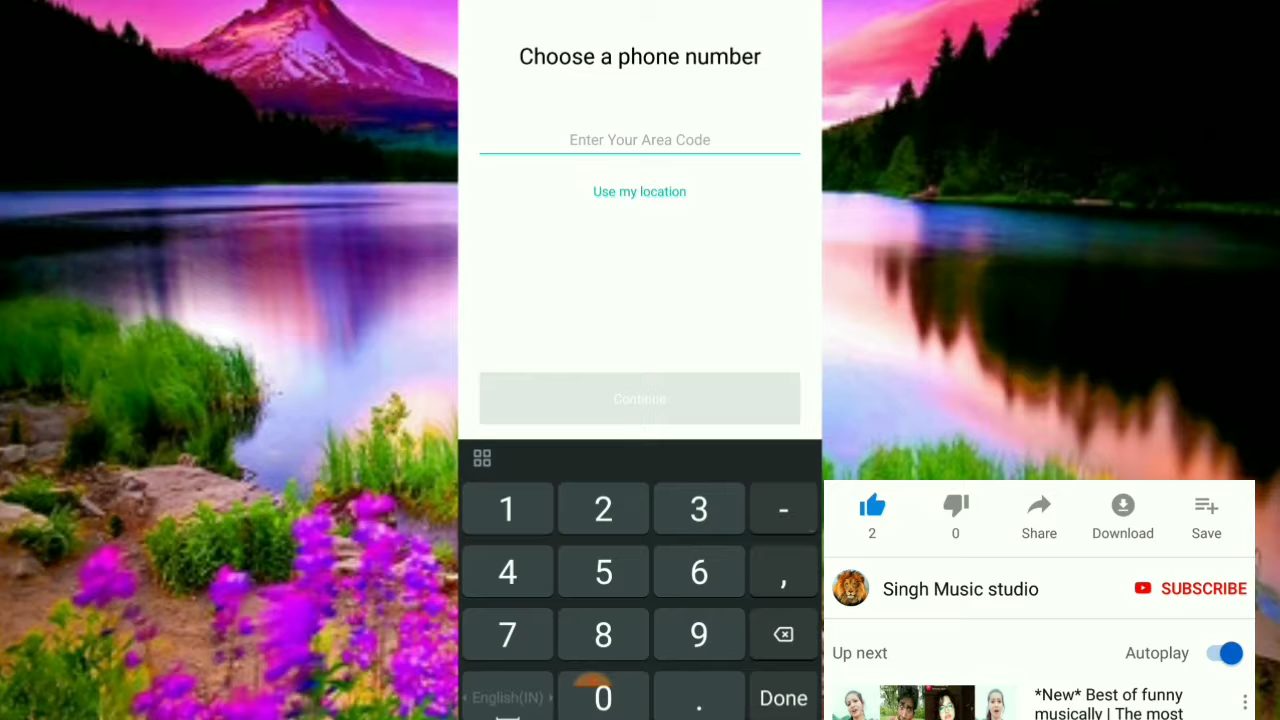 Choose a phone number
Enter Your Area Code
Use my location
Continue
1 2 3 -
4 5 6 ,
7 8 9
English(IN) 0 . Done
2 0 Share Download Save
Singh Music studio SUBSCRIBE
Up next Autoplay
*New* Best of funny
musically | The most